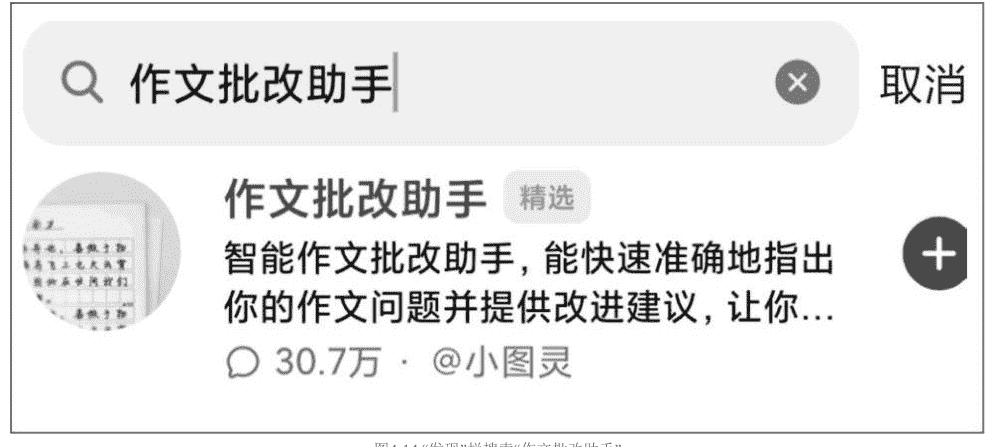 作文批改助手
取消
作文批改助手 精选
智能作文批改助手，能快速准确地指出
你的作文问题并提供改进建议，让你...
30.7万 · @小图灵